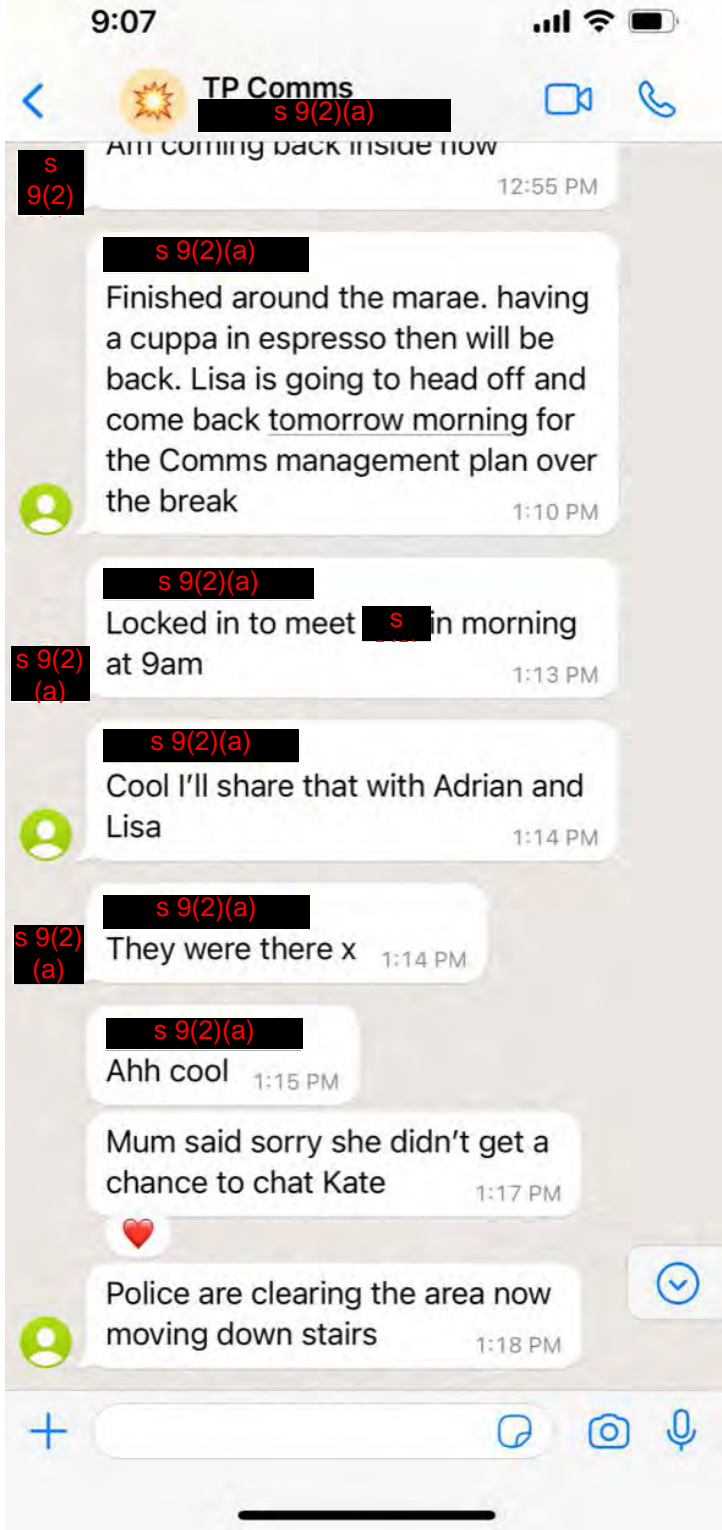 9:07
TP Comms
s 9(2)(a)
Am coming back inside now
12:55 PM
s
9(2)
s 9(2)(a)
Finished around the marae. having
a cuppa in espresso then will be
back. Lisa is going to head off and
come back tomorrow morning for
the Comms management plan over
the break
1:10 PM
s 9(2)(a)
Locked in to meet s in morning
at 9am
1:13 PM
s 9(2)
(a)
s 9(2)(a)
Cool I'll share that with Adrian and
Lisa
1:14 PM
s 9(2)(a)
They were there x 1:14 PM
s 9(2)
(a)
s 9(2)(a)
Ahh cool 1:15 PM
Mum said sorry she didn't get a
chance to chat Kate 1:17 PM
Police are clearing the area now
moving down stairs 1:18 PM